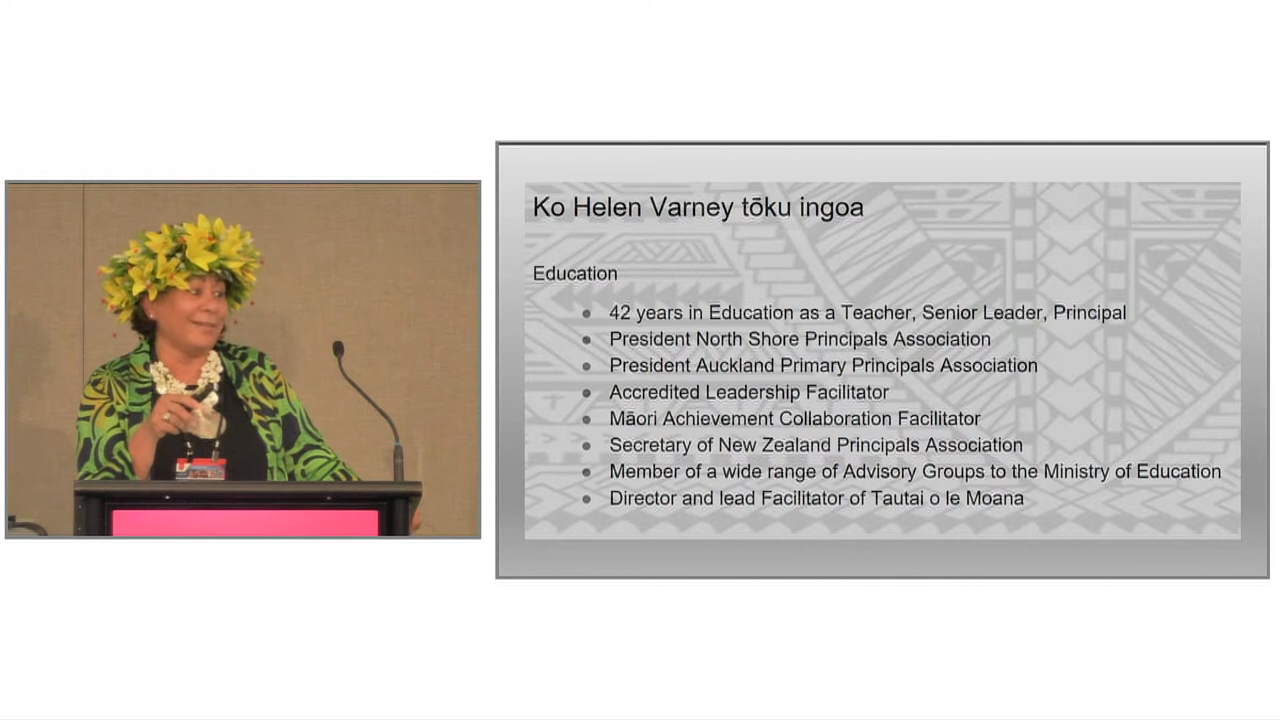 Ko Helen Varney tōku ingoa
Education
42 years in Education as a Teacher, Senior Leader, Principal
President North Shore Principals Association
President Auckland Primary Principals Association
Accredited Leadership Facilitator
Māori Achievement Collaboration Facilitator
Secretary of New Zealand Principals Association
Member of a wide range of Advisory Groups to the Ministry of Education
Director and lead Facilitator of Tautai o le Moana